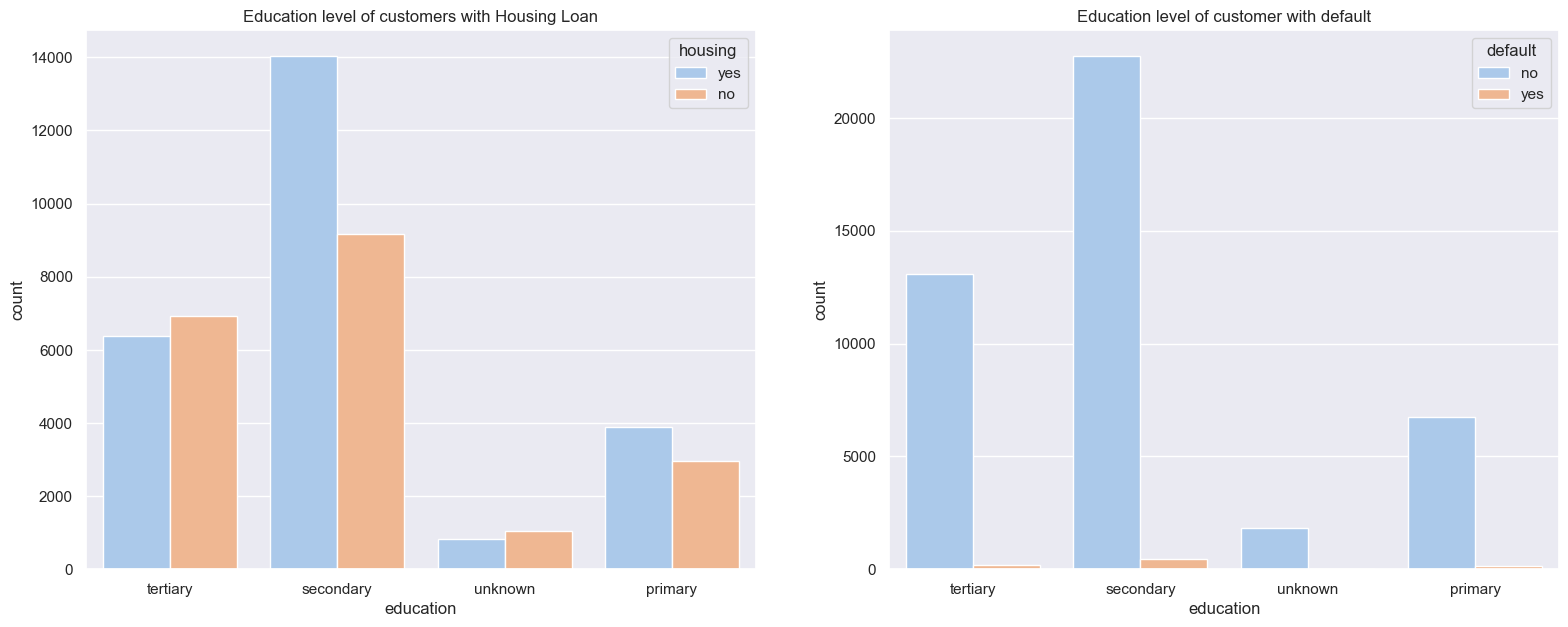 Education level of customers with Housing Loan
housing
yes
no
14000
12000
10000
8000
6000
4000
2000
0
count
tertiary
secondary
unknown
primary
education
Education level of customer with default
default
no
yes
20000
15000
10000
5000
0
count
tertiary
secondary
unknown
primary
education